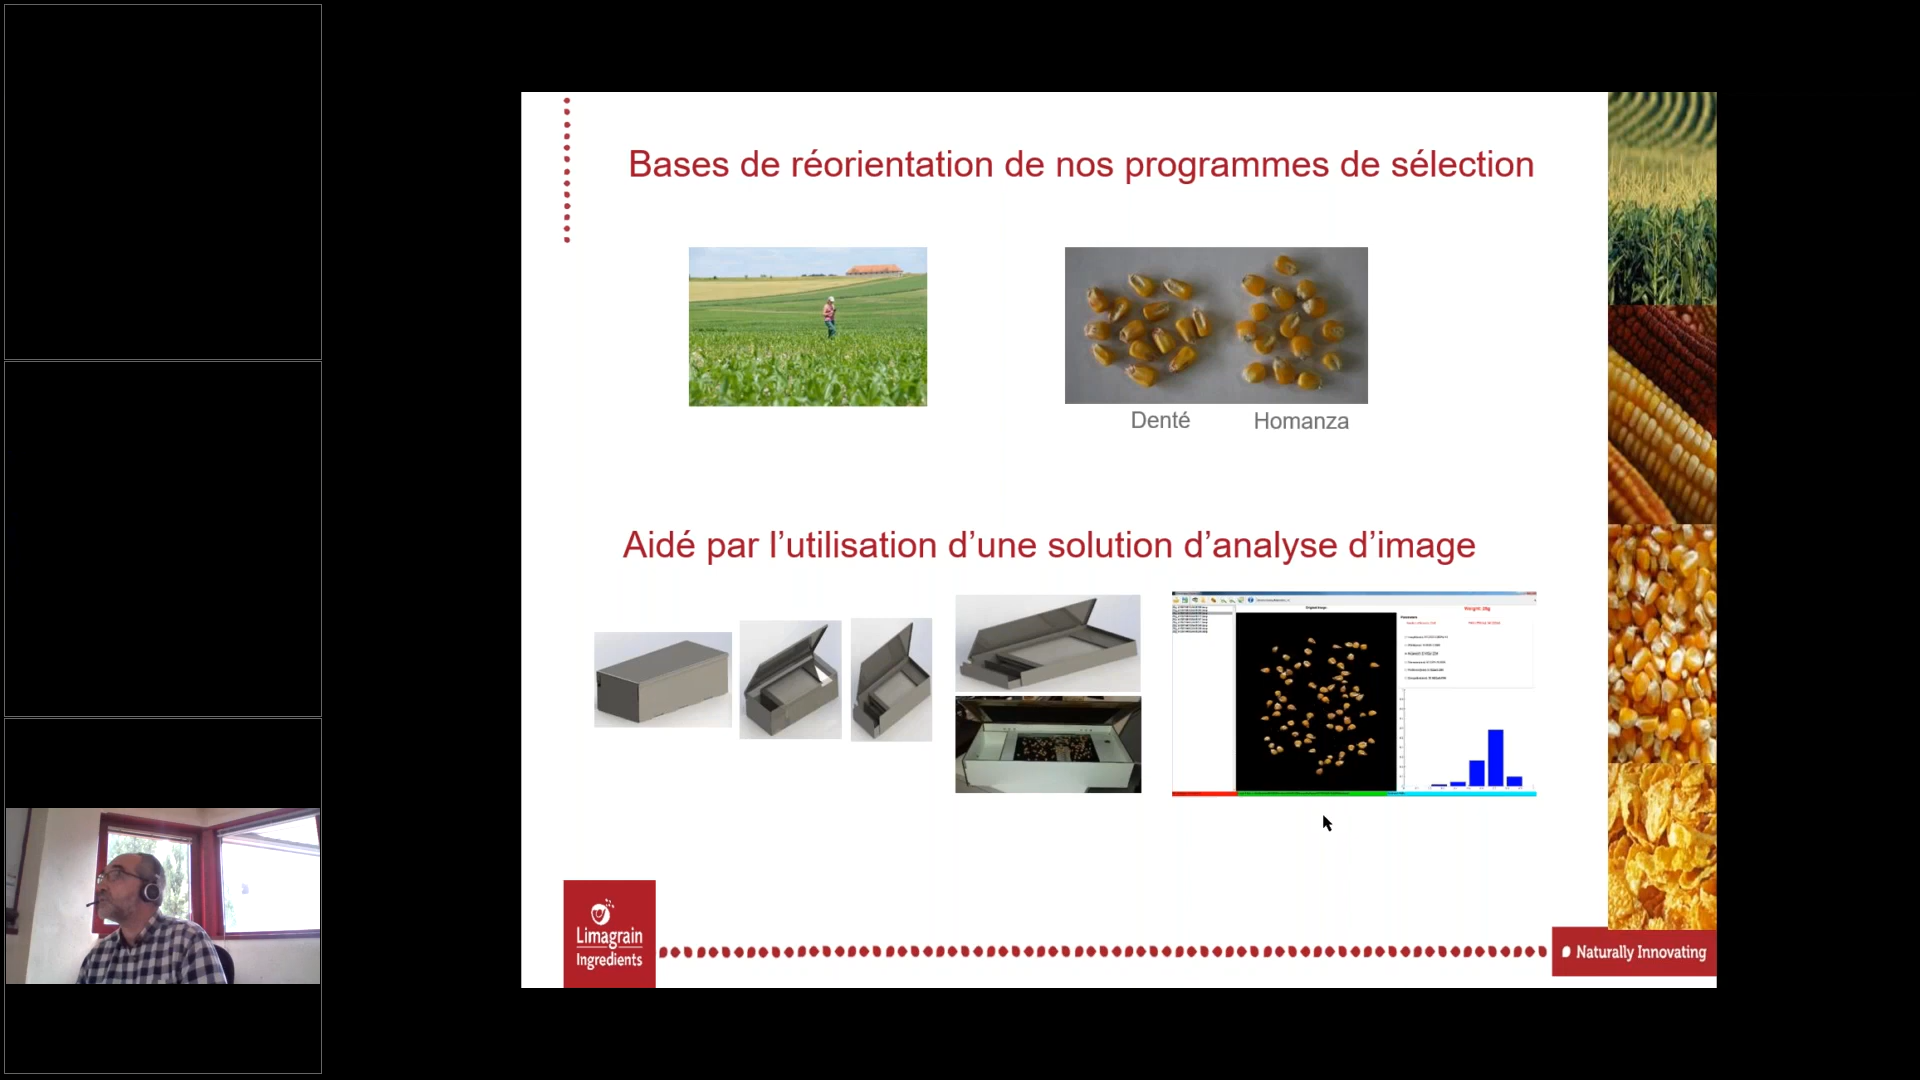 Bases de réorientation de nos programmes de sélection
Denté
Homanza
Aidé par l’utilisation d’une solution d’analyse d’image
Limagrain
Ingredients
Naturally Innovating